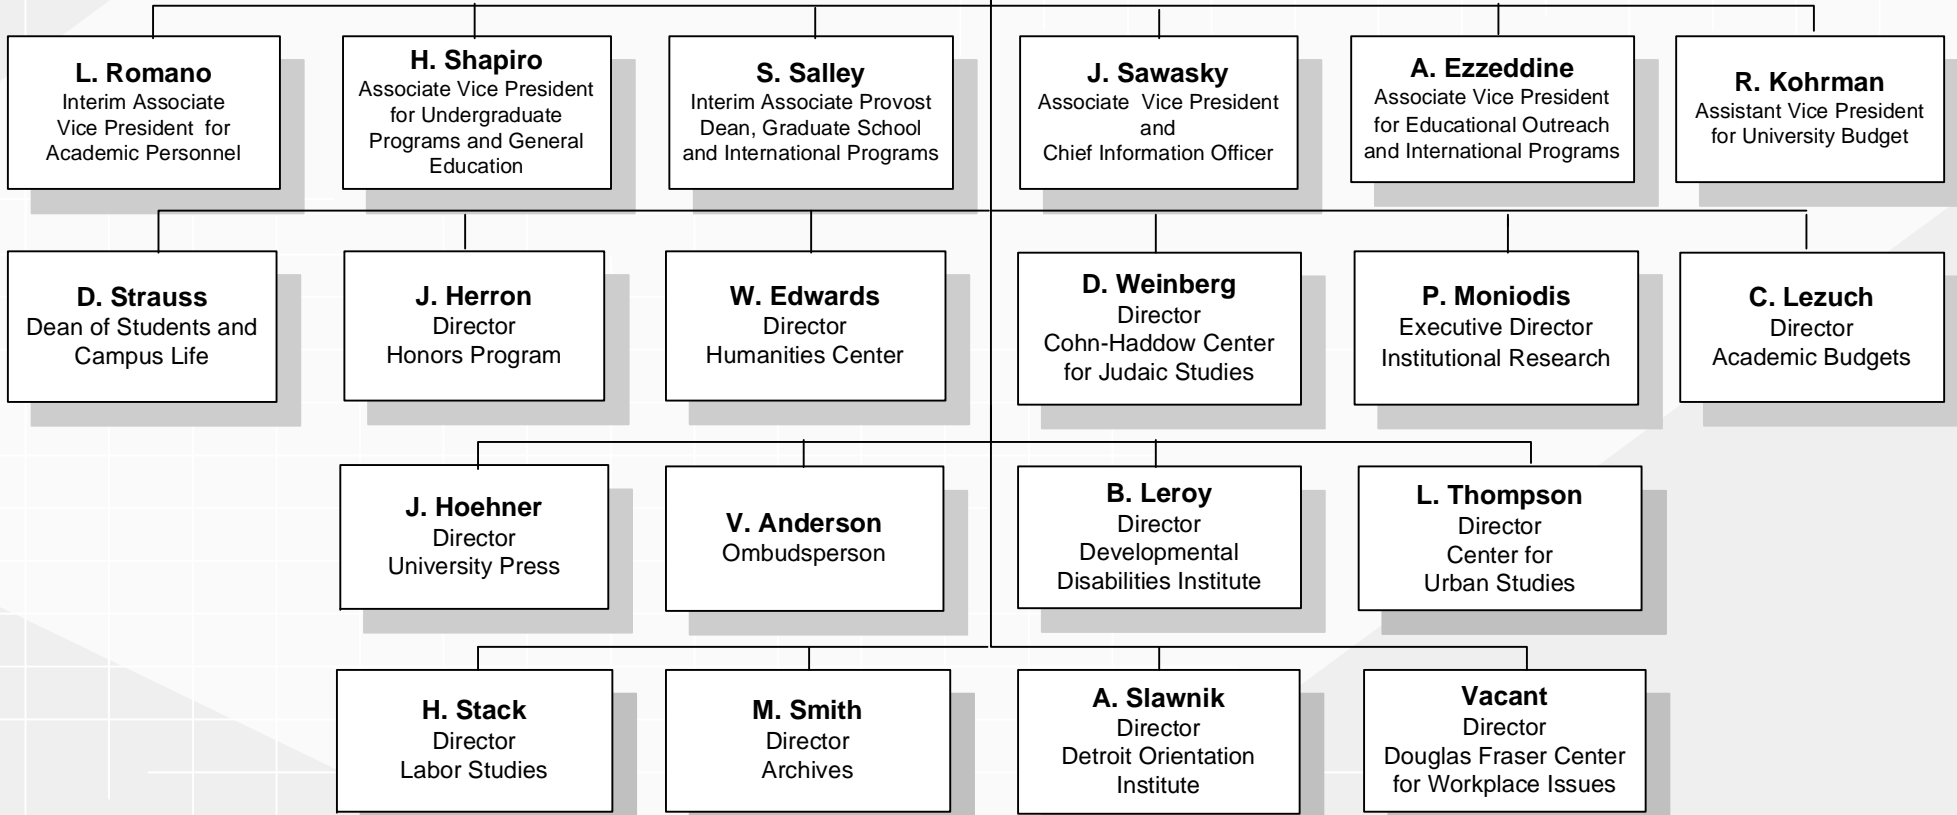 L. Romano
Interim Associate
Vice President for
Academic Personnel
H. Shapiro
Associate Vice President
for Undergraduate
Programs and General
Education
S. Salley
Interim Associate Provost
Dean, Graduate School
and International Programs
J. Sawasky
Associate Vice President
and
Chief Information Officer
A. Ezzeddine
Associate Vice President
for Educational Outreach
and International Programs
R. Kohrman
Assistant Vice President
for University Budget
D. Strauss
Dean of Students and
Campus Life
J. Herron
Director
Honors Program
W. Edwards
Director
Humanities Center
D. Weinberg
Director
Cohn-Haddow Center
for Judaic Studies
P. Moniodis
Executive Director
Institutional Research
C. Lezuch
Director
Academic Budgets
J. Hoehner
Director
University Press
V. Anderson
Ombudsperson
B. Leroy
Director
Developmental
Disabilities Institute
L. Thompson
Director
Center for
Urban Studies
H. Stack
Director
Labor Studies
M. Smith
Director
Archives
A. Slawnik
Director
Detroit Orientation
Institute
Vacant
Director
Douglas Fraser Center
for Workplace Issues